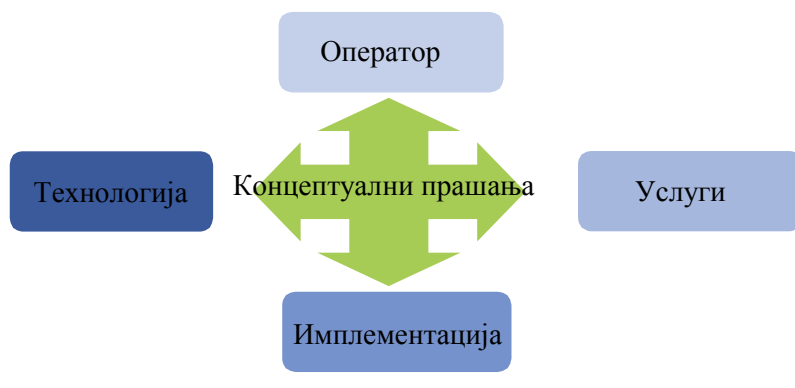 Оператор
Технологија
Концептуални прашања
Услуги
Имплементација